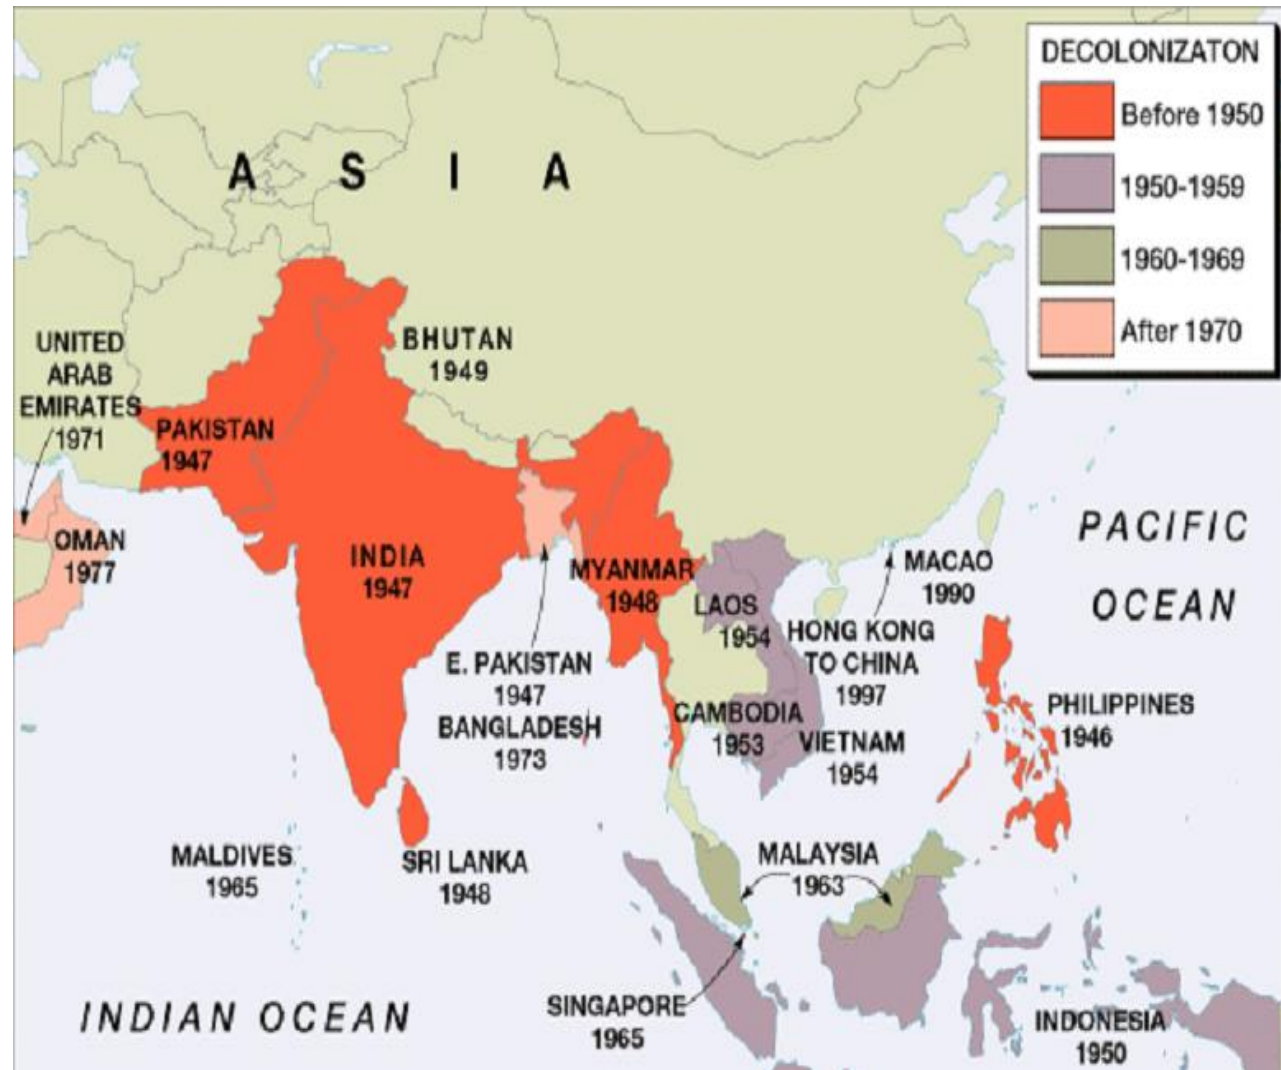 DECOLONIZATON
Before 1950
1950-1959
1960-1969
After 1970
A S I A
UNITED
ARAB
EMIRATES
1971
BHUTAN
1949
PAKISTAN
1947
OMAN
1977
INDIA
1947
MYANMAR
1948
LAOS
1954
MACAO
1990
HONG KONG
TO CHINA
1997
PACIFIC
OCEAN
E. PAKISTAN
1947
BANGLADESH
1973
CAMBODIA
1953
VIETNAM
1954
PHILIPPINES
1946
MALDIVES
1965
SRI LANKA
1948
MALAYSIA
1963
SINGAPORE
1965
INDIAN OCEAN
INDONESIA
1950